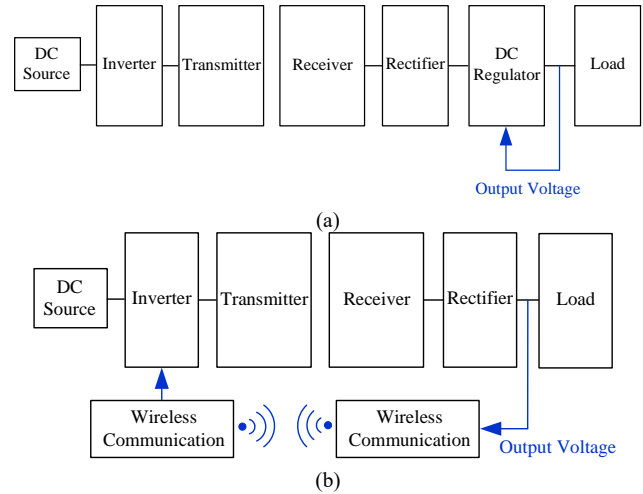 DC
Source
Inverter
Transmitter
Receiver
Rectifier
DC
Regulator
Load
Output Voltage
(a)
DC
Source
Inverter
Transmitter
Receiver
Rectifier
Load
Wireless
Communication
Wireless
Communication
Output Voltage
(b)